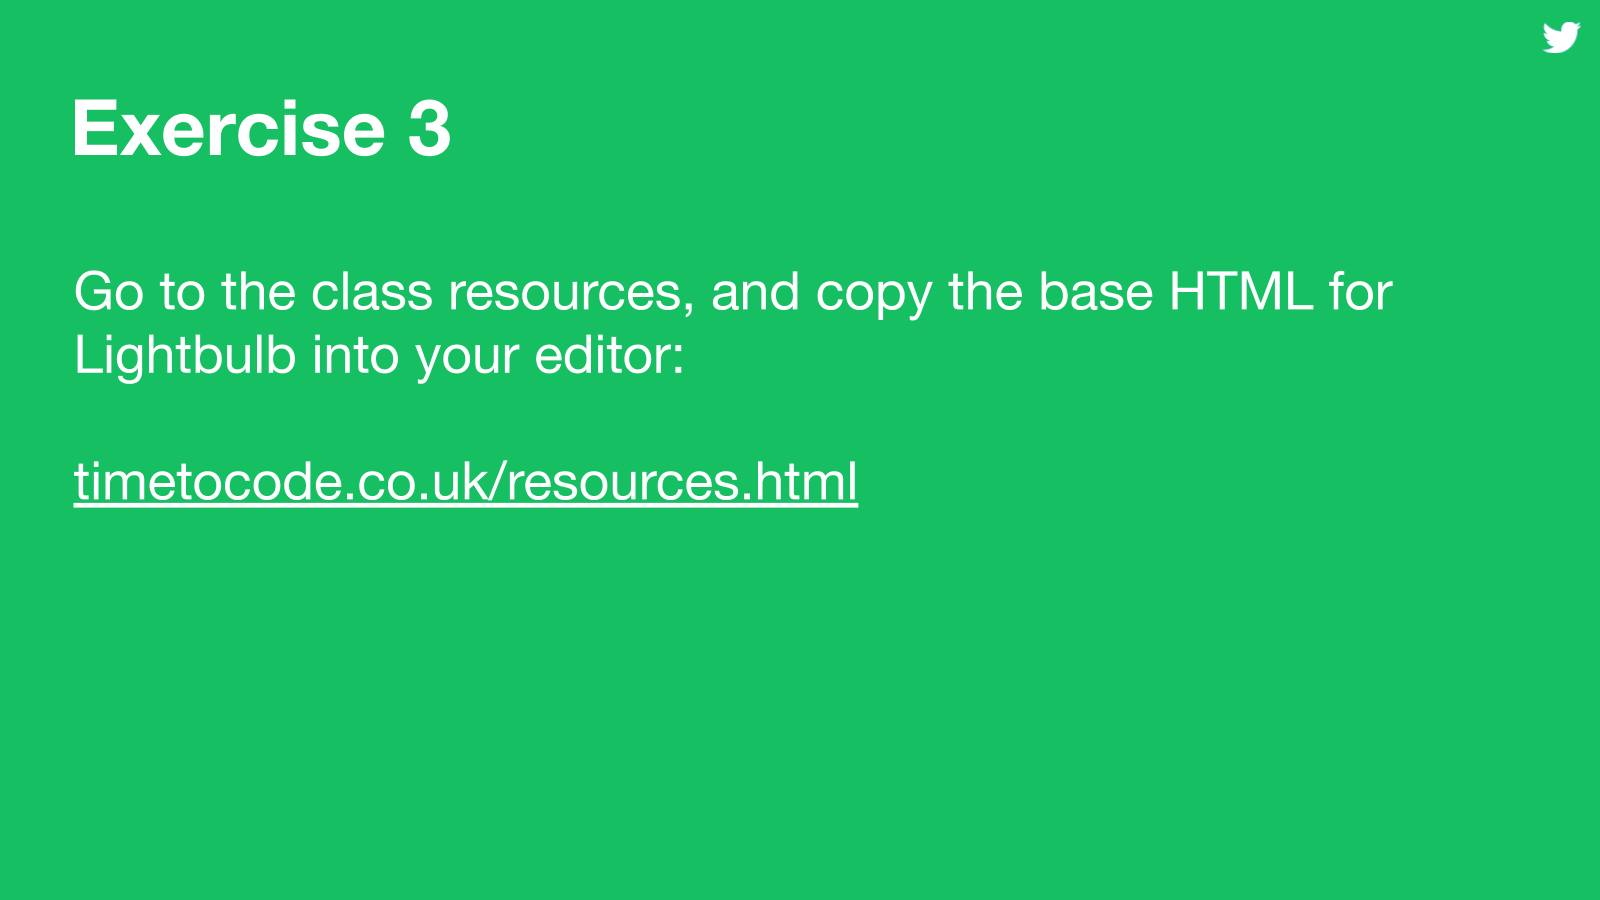 Exercise 3
Go to the class resources, and copy the base HTML for
Lightbulb into your editor:
timetocode.co.uk/resources.html